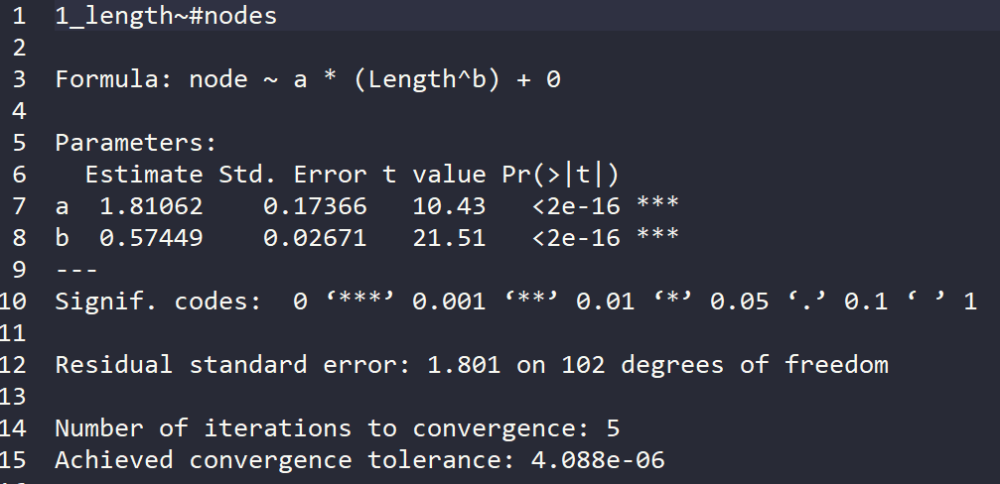 1 1_length~#nodes
2
3 Formula: node ~ a * (Length^b) + 0
4
5 Parameters:
6   Estimate Std. Error t value Pr(>|t|)
7 a  1.81062    0.17366   10.43   <2e-16 ***
8 b  0.57449    0.02671   21.51   <2e-16 ***
9 ---
10 Signif. codes:  0 ‘***’ 0.001 ‘**’ 0.01 ‘*’ 0.05 ‘.’ 0.1 ‘ ’ 1
11
12 Residual standard error: 1.801 on 102 degrees of freedom
13
14 Number of iterations to convergence: 5
15 Achieved convergence tolerance: 4.088e-06